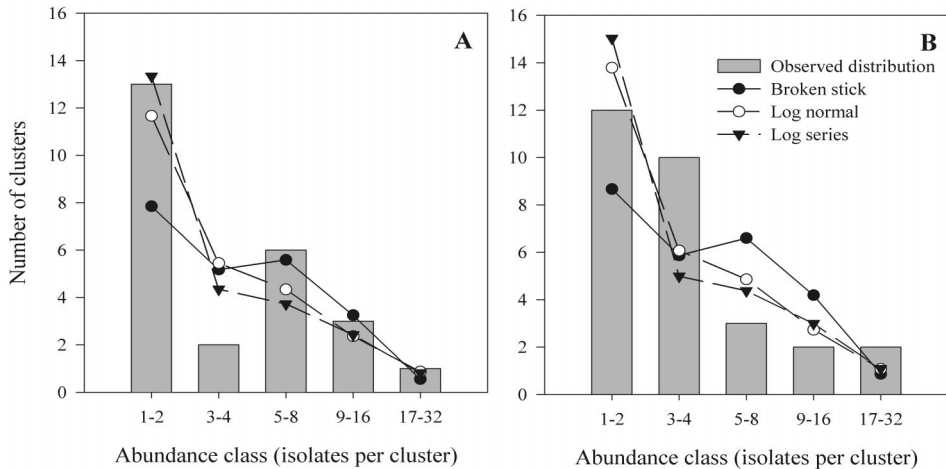 A
16
14
12
10
8
6
4
2
0
1-2 3-4 5-8 9-16 17-32
Abundance class (isolates per cluster)
Number of clusters
B
16
14
12
10
8
6
4
2
0
Observed distribution
Broken stick
Log normal
Log series
1-2 3-4 5-8 9-16 17-32
Abundance class (isolates per cluster)